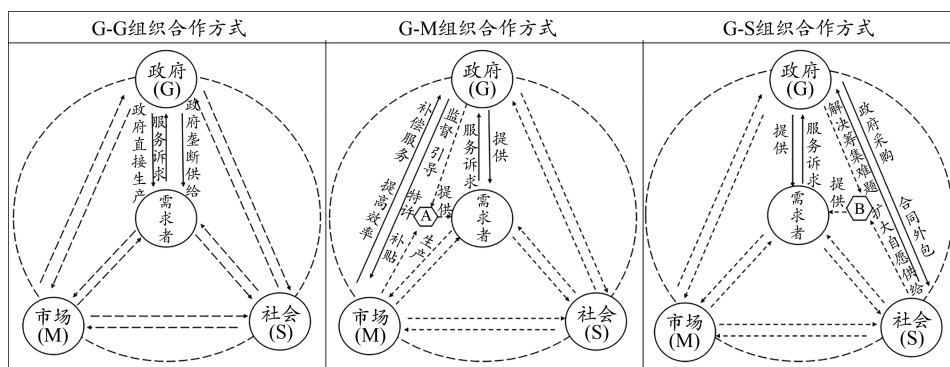 G-G组织合作方式
G-M组织合作方式
G-S组织合作方式
政府
(G)
政府直接生产
服务诉求
政府垄断供给
需求者
市场
(M)
社会
(S)
政府
(G)
补偿服务
提高效率
监督
引导
服务诉求
提供
特许
提供
A
补贴
生产
需求者
市场
(M)
社会
(S)
政府
(G)
提供
服务诉求
解决筹集难题
政府采购
提供
B
扩大自愿供给
合同外包
需求者
市场
(M)
社会
(S)